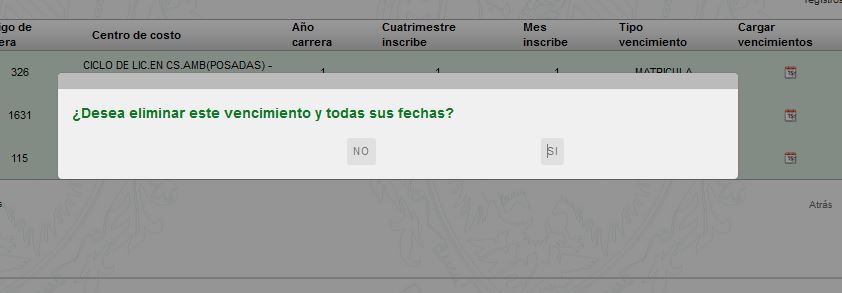 registros
igo de
era
Centro de costo
Año
carrera
Cuatrimestre
inscribe
Mes
inscribe
Tipo
vencimiento
Cargar
vencimientos
326
CICLO DE LIC.EN CS.AMB(POSADAS) -
1
1
1
MATRICULA
¿Desea eliminar este vencimiento y todas sus fechas?
1631
NO
SI
115
s
Atrás